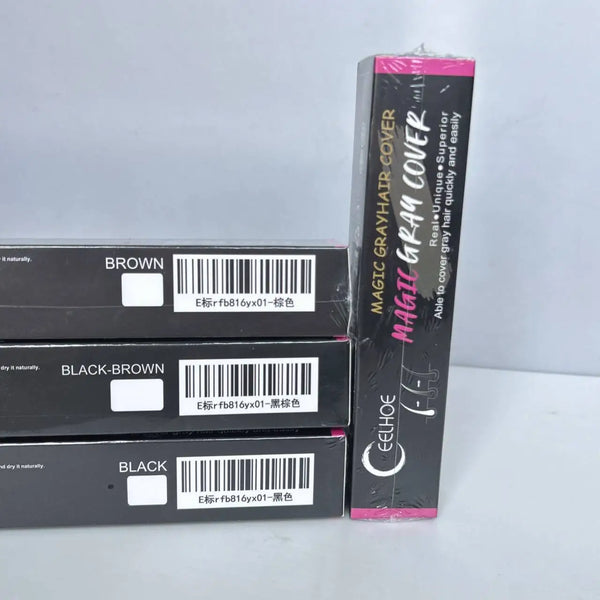 y it naturally.
BROWN
E标rfb816yx01-棕色
dry it naturally.
BLACK-BROWN
E标rfb816yx01-黑棕色
nd dry it naturally.
BLACK
E标rfb816yx01-黑色
MAGIC GRAYHAIR COVER
MAGIC GRAY COVER
Real•Unique•Superior
Able to cover gray hair quickly and easily
EELHOE